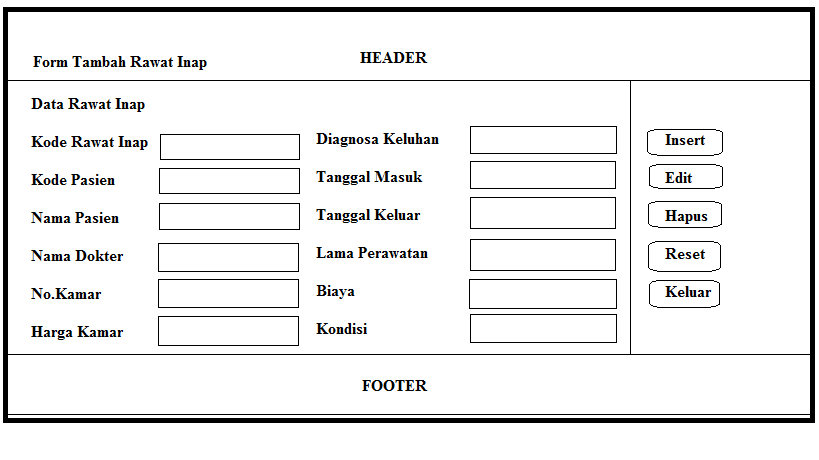 HEADER
Form Tambah Rawat Inap
Data Rawat Inap
Kode Rawat Inap
Kode Pasien
Nama Pasien
Nama Dokter
No.Kamar
Harga Kamar
Diagnosa Keluhan
Tanggal Masuk
Tanggal Keluar
Lama Perawatan
Biaya
Kondisi
Insert
Edit
Hapus
Reset
Keluar
FOOTER